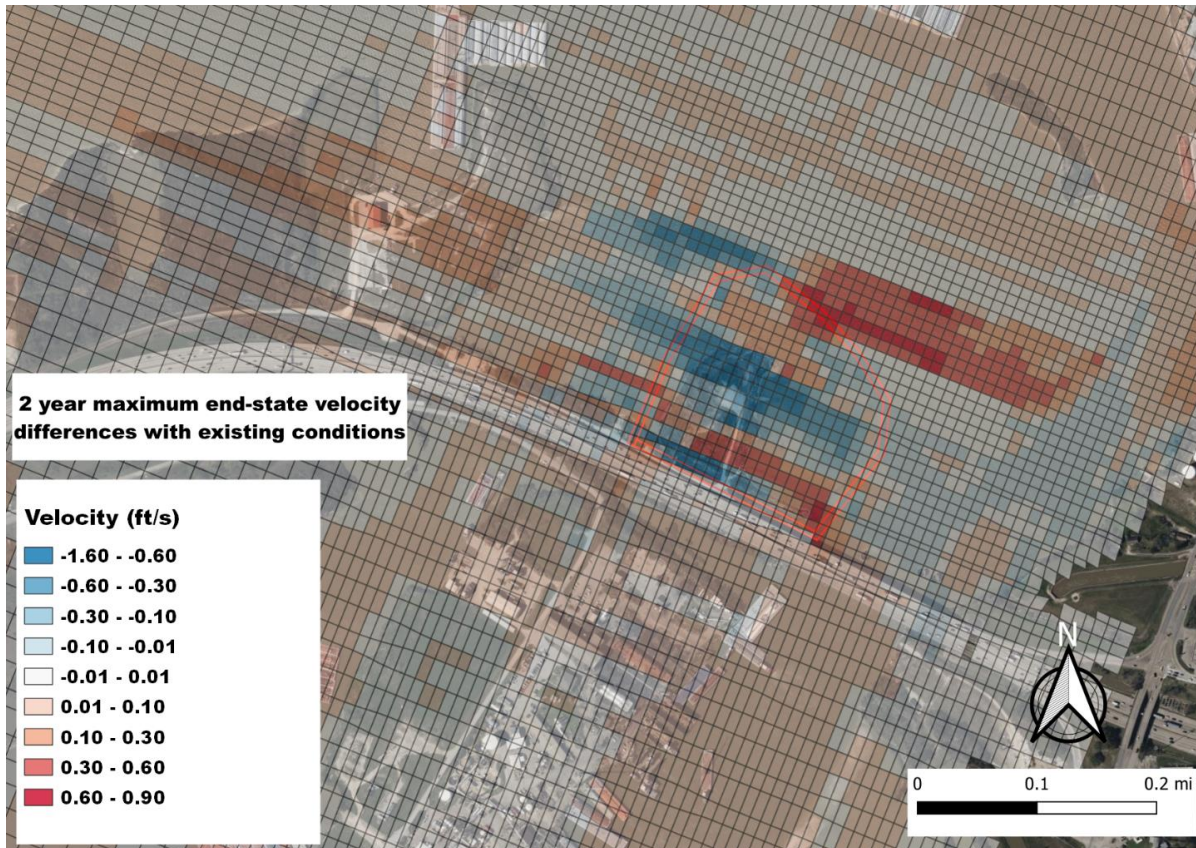 2 year maximum end-state velocity
differences with existing conditions
Velocity (ft/s)
-1.60 - -0.60
-0.60 - -0.30
-0.30 - -0.10
-0.10 - -0.01
-0.01 - 0.01
0.01 - 0.10
0.10 - 0.30
0.30 - 0.60
0.60 - 0.90
N
0 0.1 0.2 mi